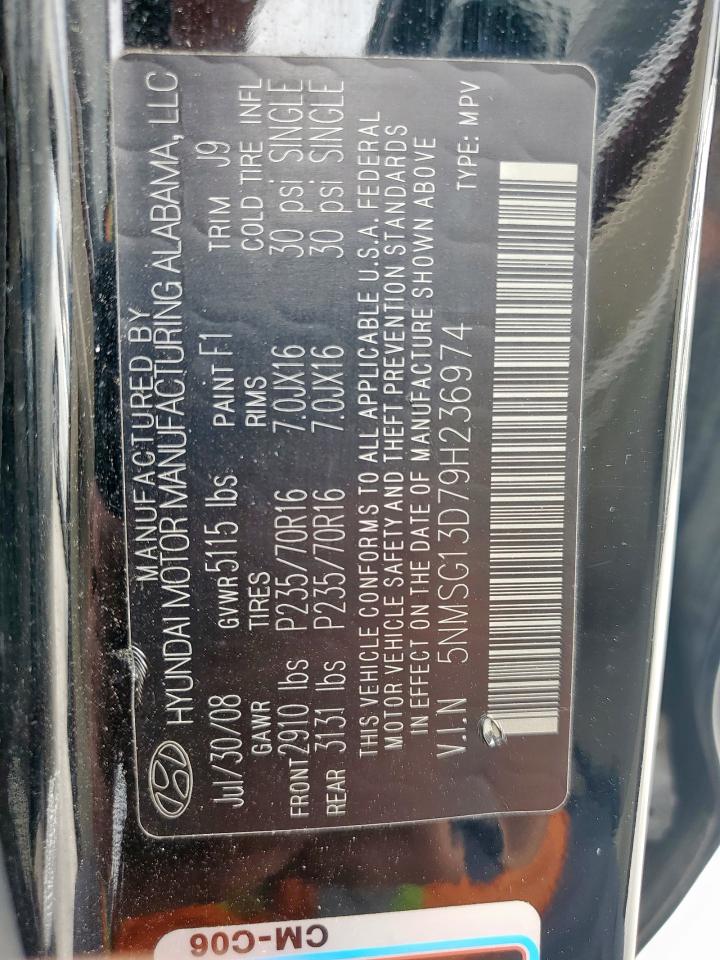 MANUFACTURED BY
HYUNDAI MOTOR MANUFACTURING ALABAMA, LLC
Jul/30/08 GVWR 5115 lbs PAINT F1 TRIM J9
GAWR TIRES RIMS COLD TIRE INFL
FRONT 2910 lbs P235/70R16 7.0JX16 30 psi SINGLE
REAR 3131 lbs P235/70R16 7.0JX16 30 psi SINGLE
THIS VEHICLE CONFORMS TO ALL APPLICABLE U.S.A. FEDERAL
MOTOR VEHICLE SAFETY AND THEFT PREVENTION STANDARDS
IN EFFECT ON THE DATE OF MANUFACTURE SHOWN ABOVE
V.I.N 5NMSG13D79H236974 TYPE: MPV
CM-C06